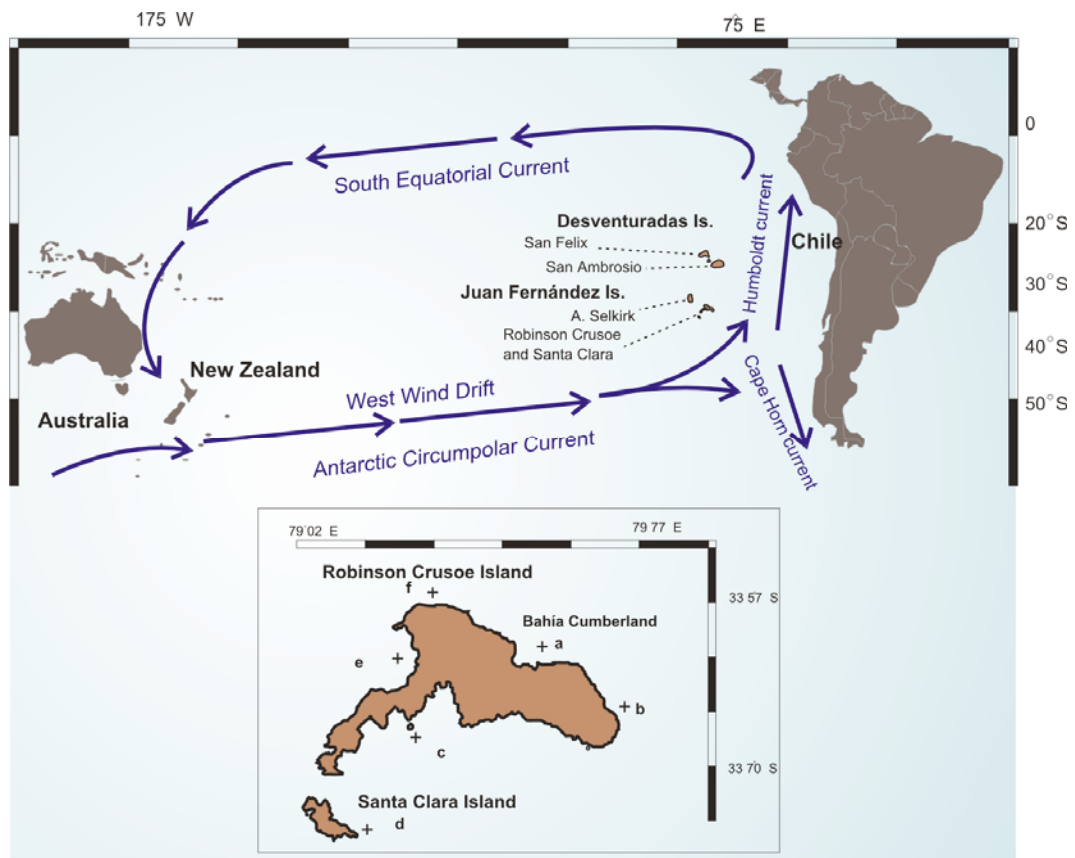 175 W
75 E
0
South Equatorial Current
Humboldt current
Desventuradas Is.
20°S
San Felix
Chile
San Ambrosio
30°S
Juan Fernández Is.
A. Selkirk
Robinson Crusoe
and Santa Clara
40°S
New Zealand
West Wind Drift
Cape Horn current
50°S
Australia
Antarctic Circumpolar Current
79 02 E
79 77 E
Robinson Crusoe Island
f
33 57 S
Bahía Cumberland
a
e
b
c
33 70 S
Santa Clara Island
d